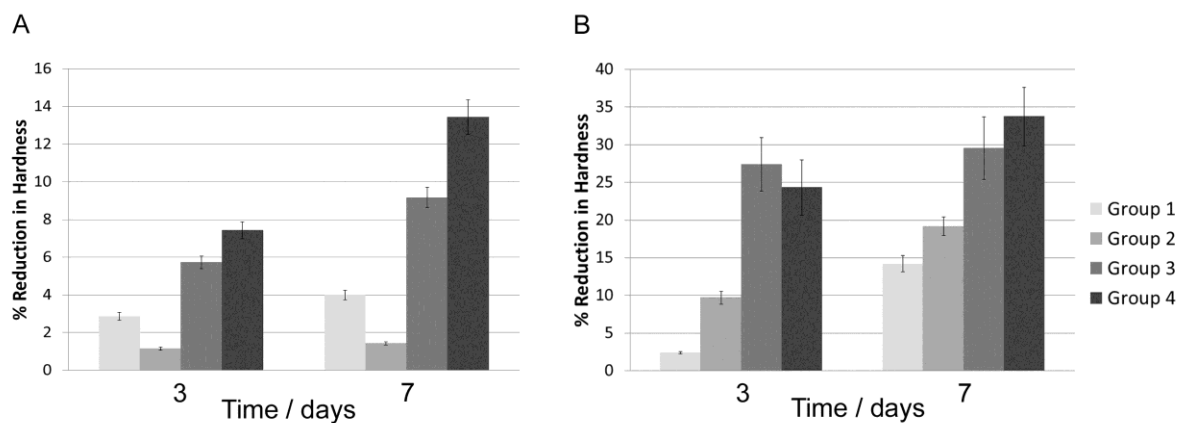 A
% Reduction in Hardness
16
14
12
10
8
6
4
2
0
3
7
Time / days
B
% Reduction in Hardness
40
35
30
25
20
15
10
5
0
3
7
Time / days
Group 1
Group 2
Group 3
Group 4